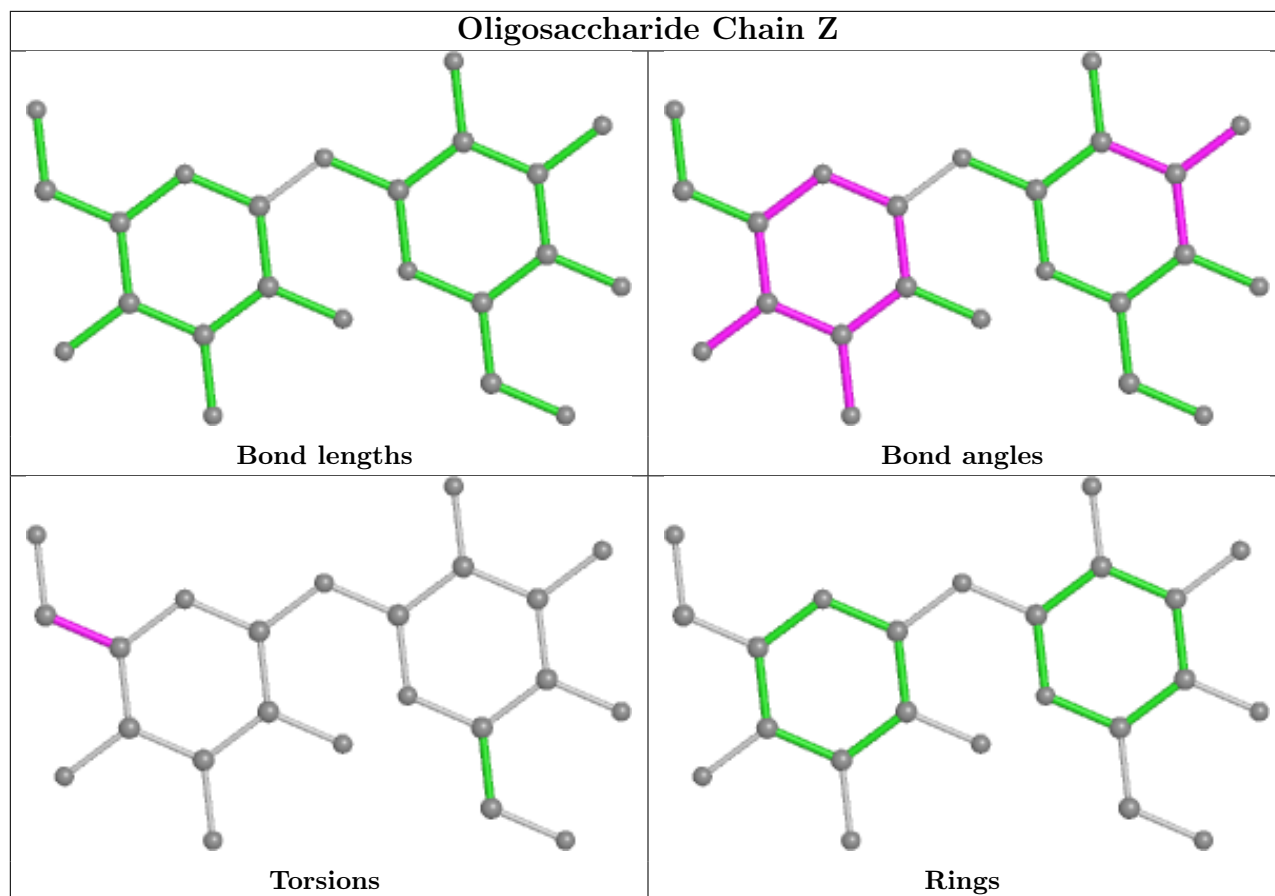 Oligosaccharide Chain Z
Bond lengths
Bond angles
Torsions
Rings